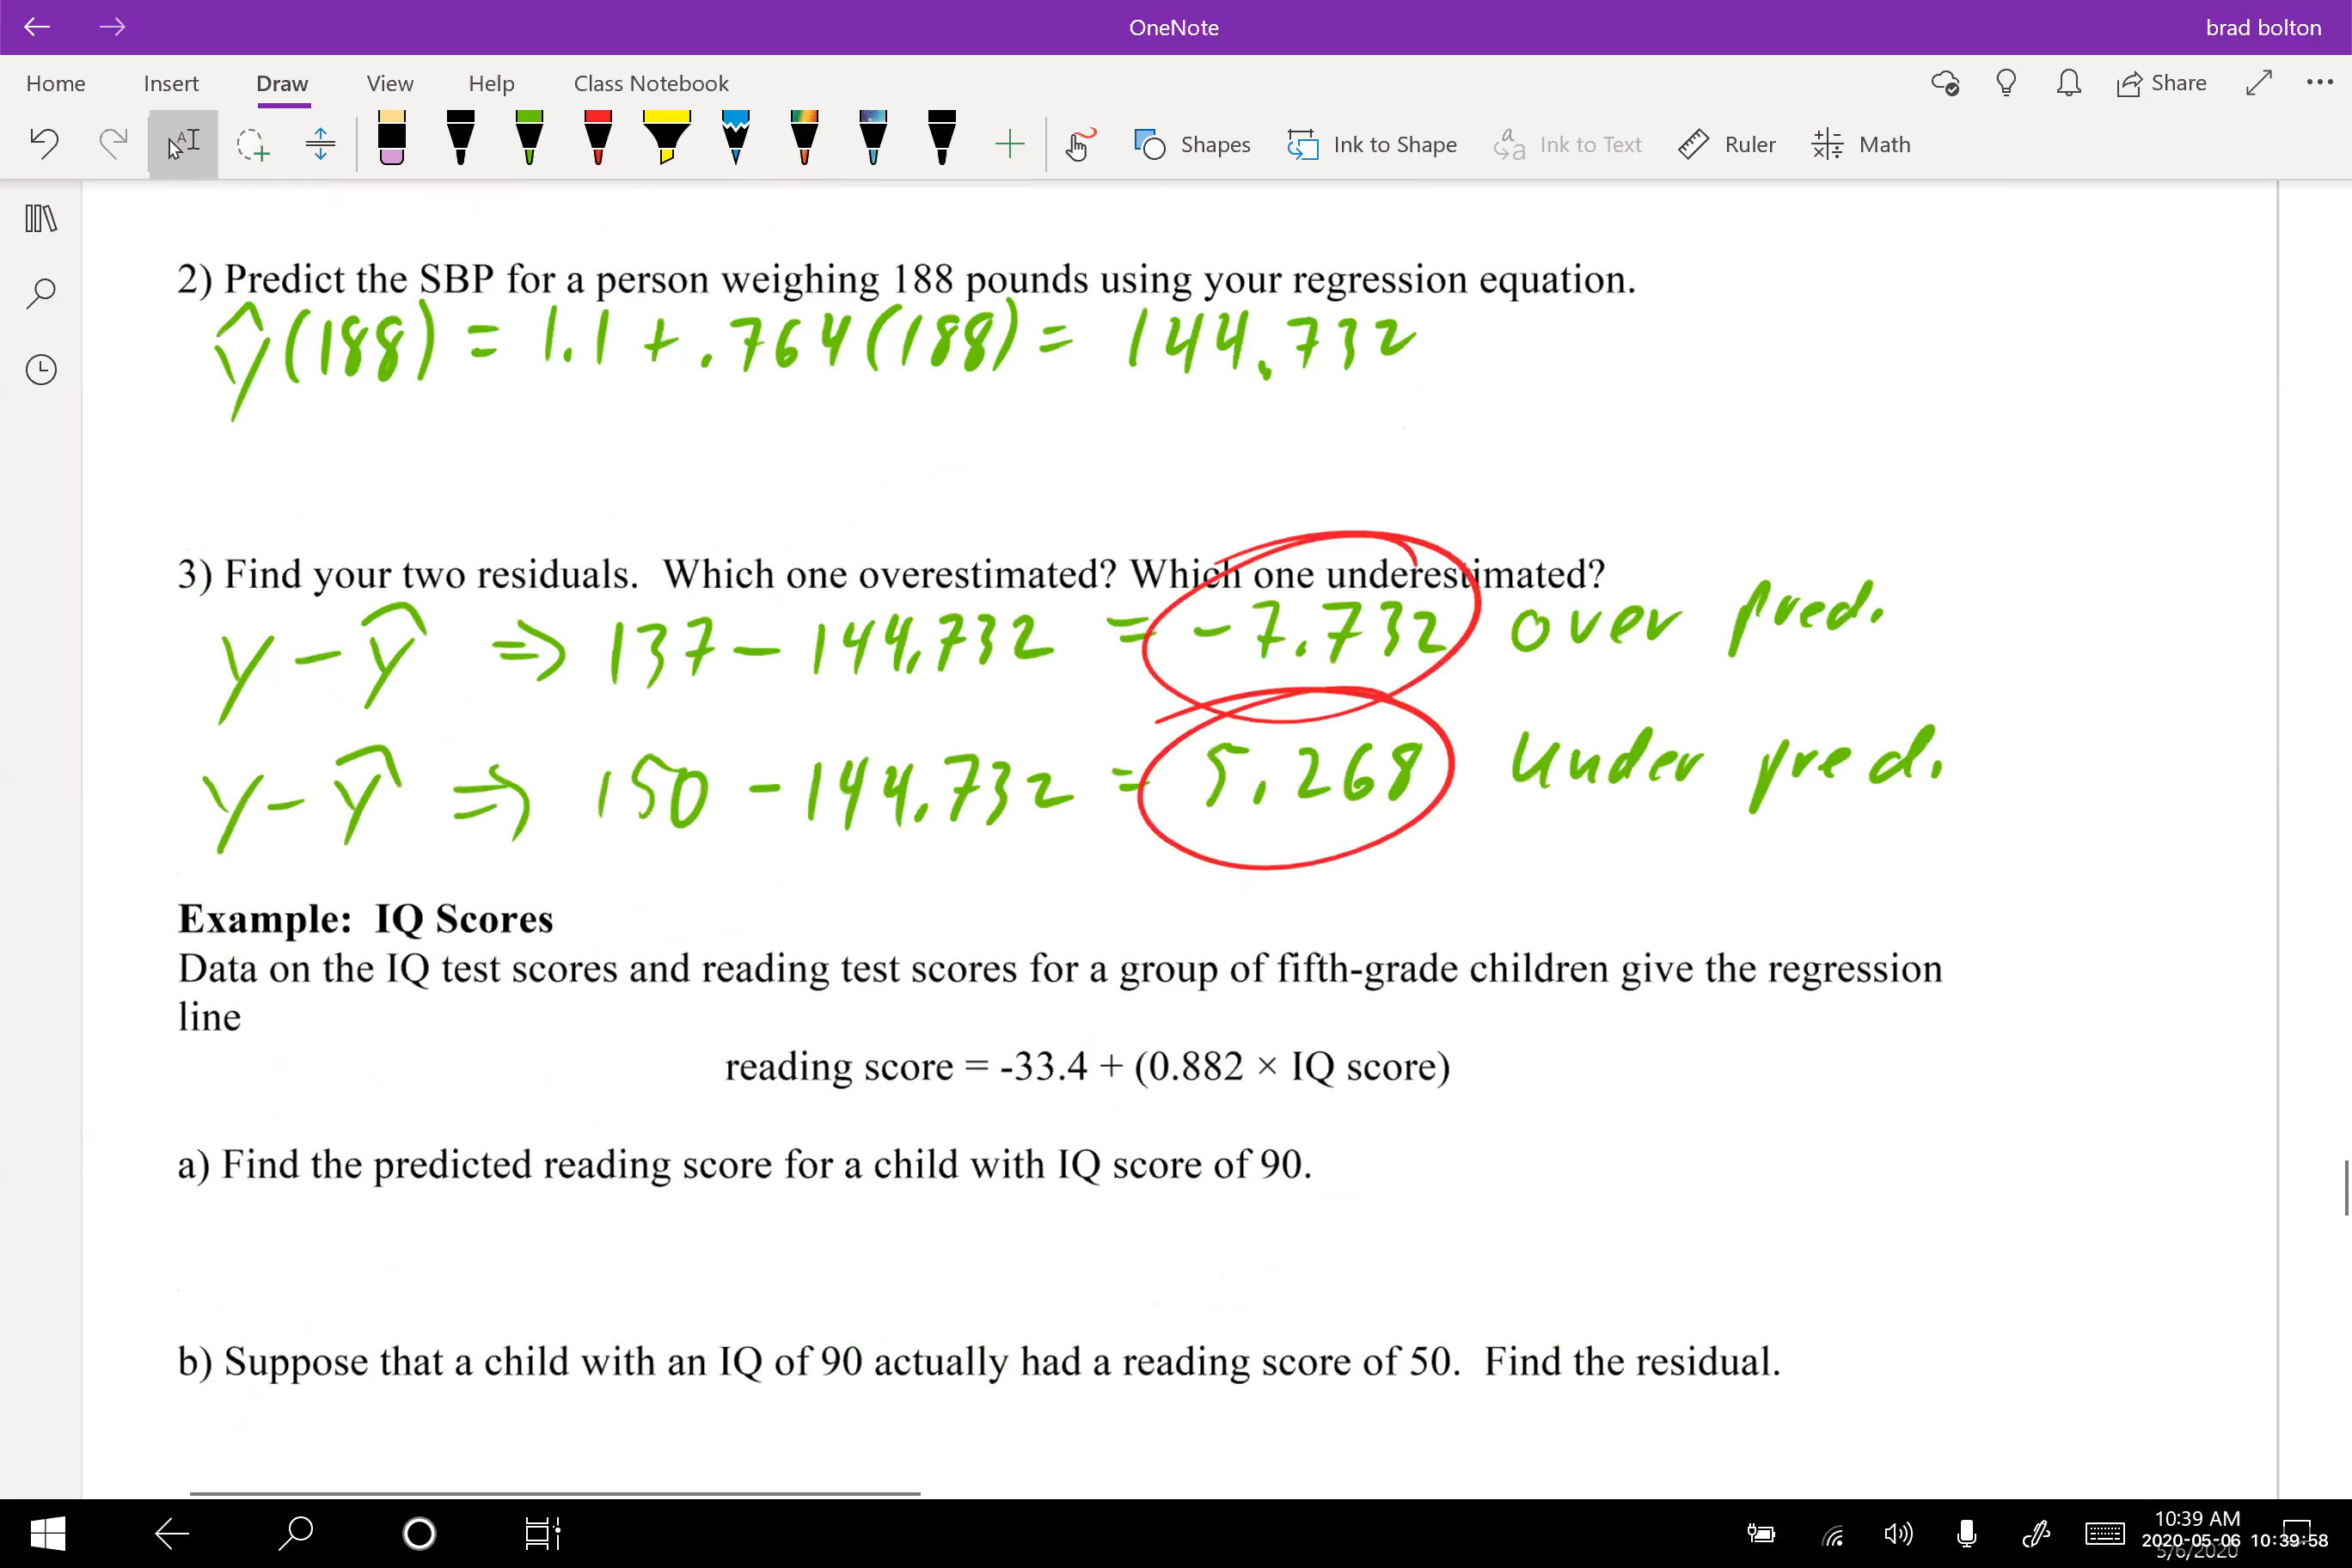 OneNote
brad bolton
Home Insert Draw View Help Class Notebook Share
Shapes Ink to Shape Ink to Text Ruler Math
2) Predict the SBP for a person weighing 188 pounds using your regression equation.
ŷ(188) = 1.1 + .764(188) = 144.732
3) Find your two residuals. Which one overestimated? Which one underestimated?
y - ŷ ⇒ 137 - 144.732 = -7.732 over pred.
y - ŷ ⇒ 150 - 144.732 = 5.268 under pred.
Example: IQ Scores
Data on the IQ test scores and reading test scores for a group of fifth-grade children give the regression
line
reading score = -33.4 + (0.882 × IQ score)
a) Find the predicted reading score for a child with IQ score of 90.
b) Suppose that a child with an IQ of 90 actually had a reading score of 50. Find the residual.
10:39 AM
2020-05-06 10:39:58
5/6/2020